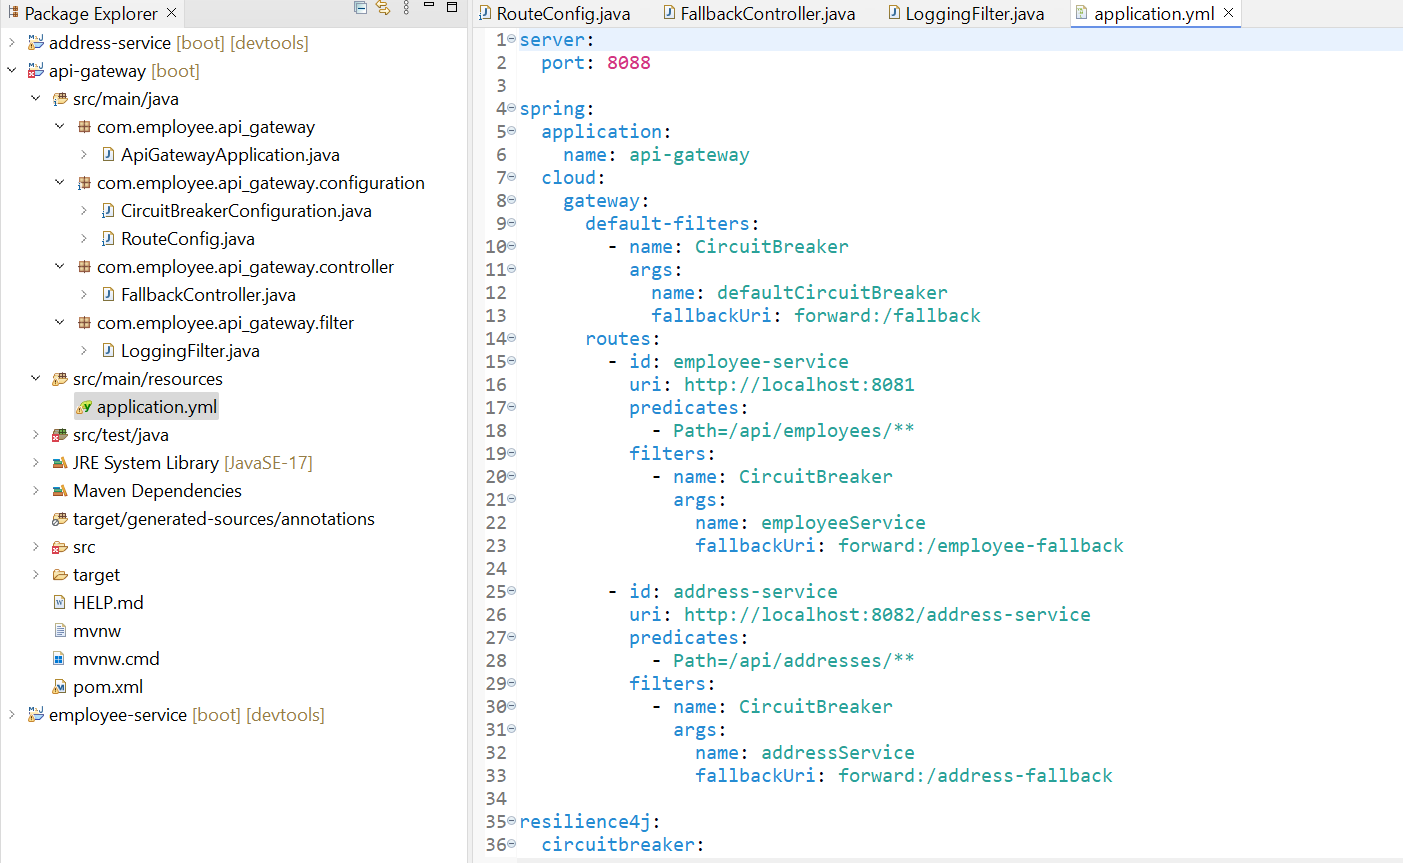 Package Explorer
address-service [boot] [devtools]
api-gateway [boot]
src/main/java
com.employee.api_gateway
ApiGatewayApplication.java
com.employee.api_gateway.configuration
CircuitBreakerConfiguration.java
RouteConfig.java
com.employee.api_gateway.controller
FallbackController.java
com.employee.api_gateway.filter
LoggingFilter.java
src/main/resources
application.yml
src/test/java
JRE System Library [JavaSE-17]
Maven Dependencies
target/generated-sources/annotations
src
target
HELP.md
mvnw
mvnw.cmd
pom.xml
employee-service [boot] [devtools]
RouteConfig.java FallbackController.java LoggingFilter.java application.yml
1 server:
2   port: 8088
3
4 spring:
5   application:
6     name: api-gateway
7   cloud:
8     gateway:
9       default-filters:
10         - name: CircuitBreaker
11           args:
12             name: defaultCircuitBreaker
13             fallbackUri: forward:/fallback
14       routes:
15         - id: employee-service
16           uri: http://localhost:8081
17           predicates:
18             - Path=/api/employees/**
19           filters:
20             - name: CircuitBreaker
21               args:
22                 name: employeeService
23                 fallbackUri: forward:/employee-fallback
24
25         - id: address-service
26           uri: http://localhost:8082/address-service
27           predicates:
28             - Path=/api/addresses/**
29           filters:
30             - name: CircuitBreaker
31               args:
32                 name: addressService
33                 fallbackUri: forward:/address-fallback
34
35 resilience4j:
36   circuitbreaker: